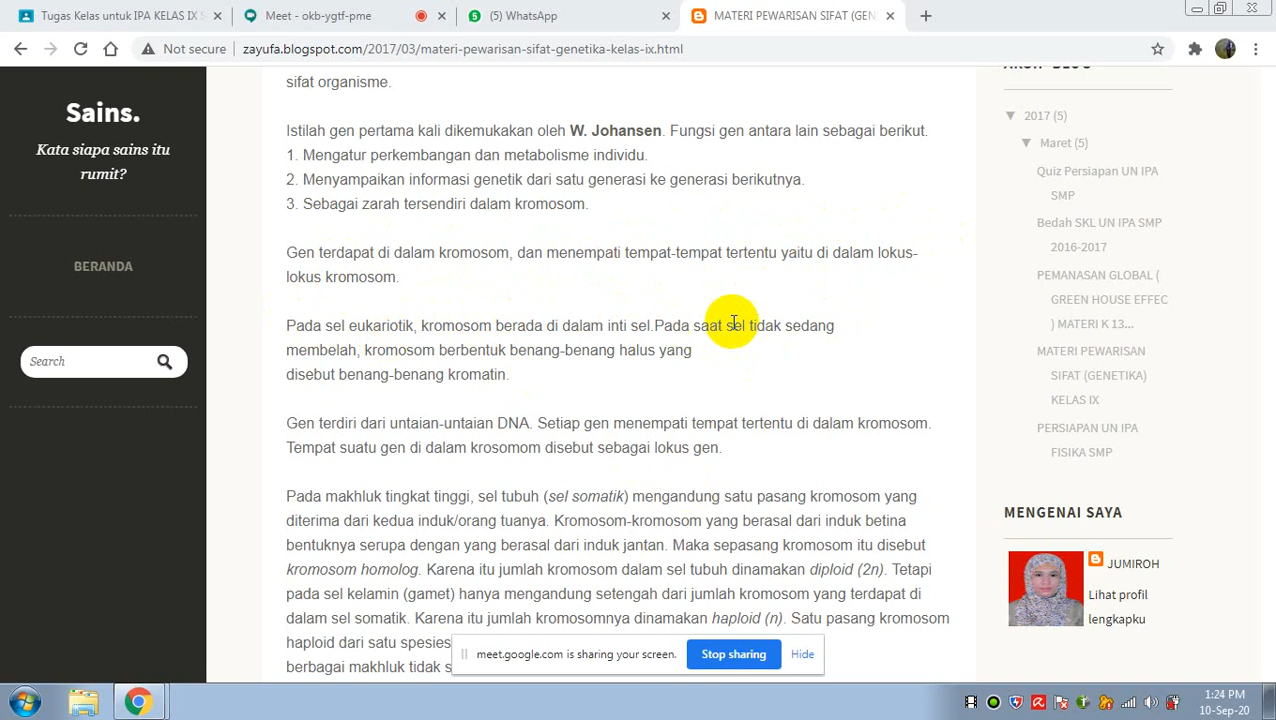 Tugas Kelas untuk IPA KELAS IX S
Meet - okb-ygtf-pme
(5) WhatsApp
MATERI PEWARISAN SIFAT (GEN
Not secure
zayufa.blogspot.com/2017/03/materi-pewarisan-sifat-genetika-kelas-ix.html
Sains.
Kata siapa sains itu
rumit?
BERANDA
Search
sifat organisme.
Istilah gen pertama kali dikemukakan oleh W. Johansen. Fungsi gen antara lain sebagai berikut.
1. Mengatur perkembangan dan metabolisme individu.
2. Menyampaikan informasi genetik dari satu generasi ke generasi berikutnya.
3. Sebagai zarah tersendiri dalam kromosom.
Gen terdapat di dalam kromosom, dan menempati tempat-tempat tertentu yaitu di dalam lokus-
lokus kromosom.
Pada sel eukariotik, kromosom berada di dalam inti sel.Pada saat sel tidak sedang
membelah, kromosom berbentuk benang-benang halus yang
disebut benang-benang kromatin.
Gen terdiri dari untaian-untaian DNA. Setiap gen menempati tempat tertentu di dalam kromosom.
Tempat suatu gen di dalam krosomom disebut sebagai lokus gen.
Pada makhluk tingkat tinggi, sel tubuh (sel somatik) mengandung satu pasang kromosom yang
diterima dari kedua induk/orang tuanya. Kromosom-kromosom yang berasal dari induk betina
bentuknya serupa dengan yang berasal dari induk jantan. Maka sepasang kromosom itu disebut
kromosom homolog. Karena itu jumlah kromosom dalam sel tubuh dinamakan diploid (2n). Tetapi
pada sel kelamin (gamet) hanya mengandung setengah dari jumlah kromosom yang terdapat di
dalam sel somatik. Karena itu jumlah kromosomnya dinamakan haploid (n). Satu pasang kromosom
haploid dari satu spesies
berbagai makhluk tidak s
meet.google.com is sharing your screen.
Stop sharing
Hide
2017 (5)
Maret (5)
Quiz Persiapan UN IPA
SMP
Bedah SKL UN IPA SMP
2016-2017
PEMANASAN GLOBAL (
GREEN HOUSE EFFEC
) MATERI K 13...
MATERI PEWARISAN
SIFAT (GENETIKA)
KELAS IX
PERSIAPAN UN IPA
FISIKA SMP
MENGENAI SAYA
JUMIROH
Lihat profil
lengkapku
1:24 PM
10-Sep-20